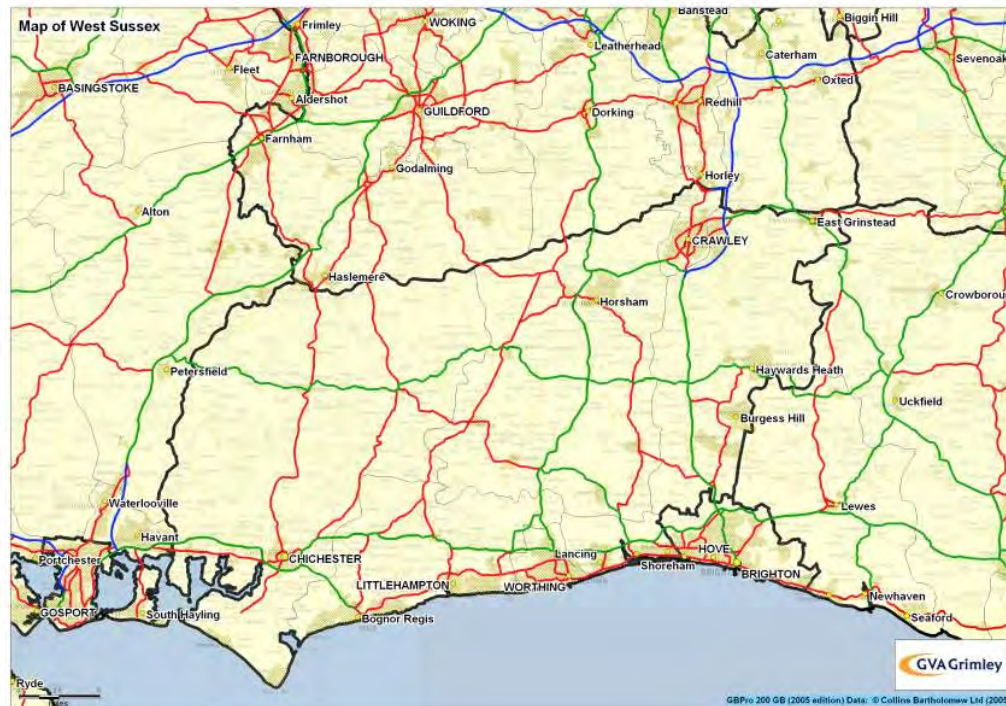 Map of West Sussex
Frimley
WOKING
Banstead
Biggin Hill
Leatherhead
Caterham
Sevenoak
FARNBOROUGH
Fleet
BASINGSTOKE
Aldershot
Oxted
GUILDFORD
Dorking
Redhill
Farnham
Godalming
Horley
Alton
East Grinstead
CRAWLEY
Haslemere
Horsham
Crowborou
Petersfield
Haywards Heath
Uckfield
Burgess Hill
Waterlooville
Lewes
Havant
Portchester
CHICHESTER
Lancing
HOVE
Shoreham
BRIGHTON
LITTLEHAMPTON
WORTHING
GOSPORT
South Hayling
Bognor Regis
Newhaven
Seaford
GVA Grimley
Ryde
miles
GBPro 200 GB (2005 edition) Data: © Collins Bartholomew Ltd (2005